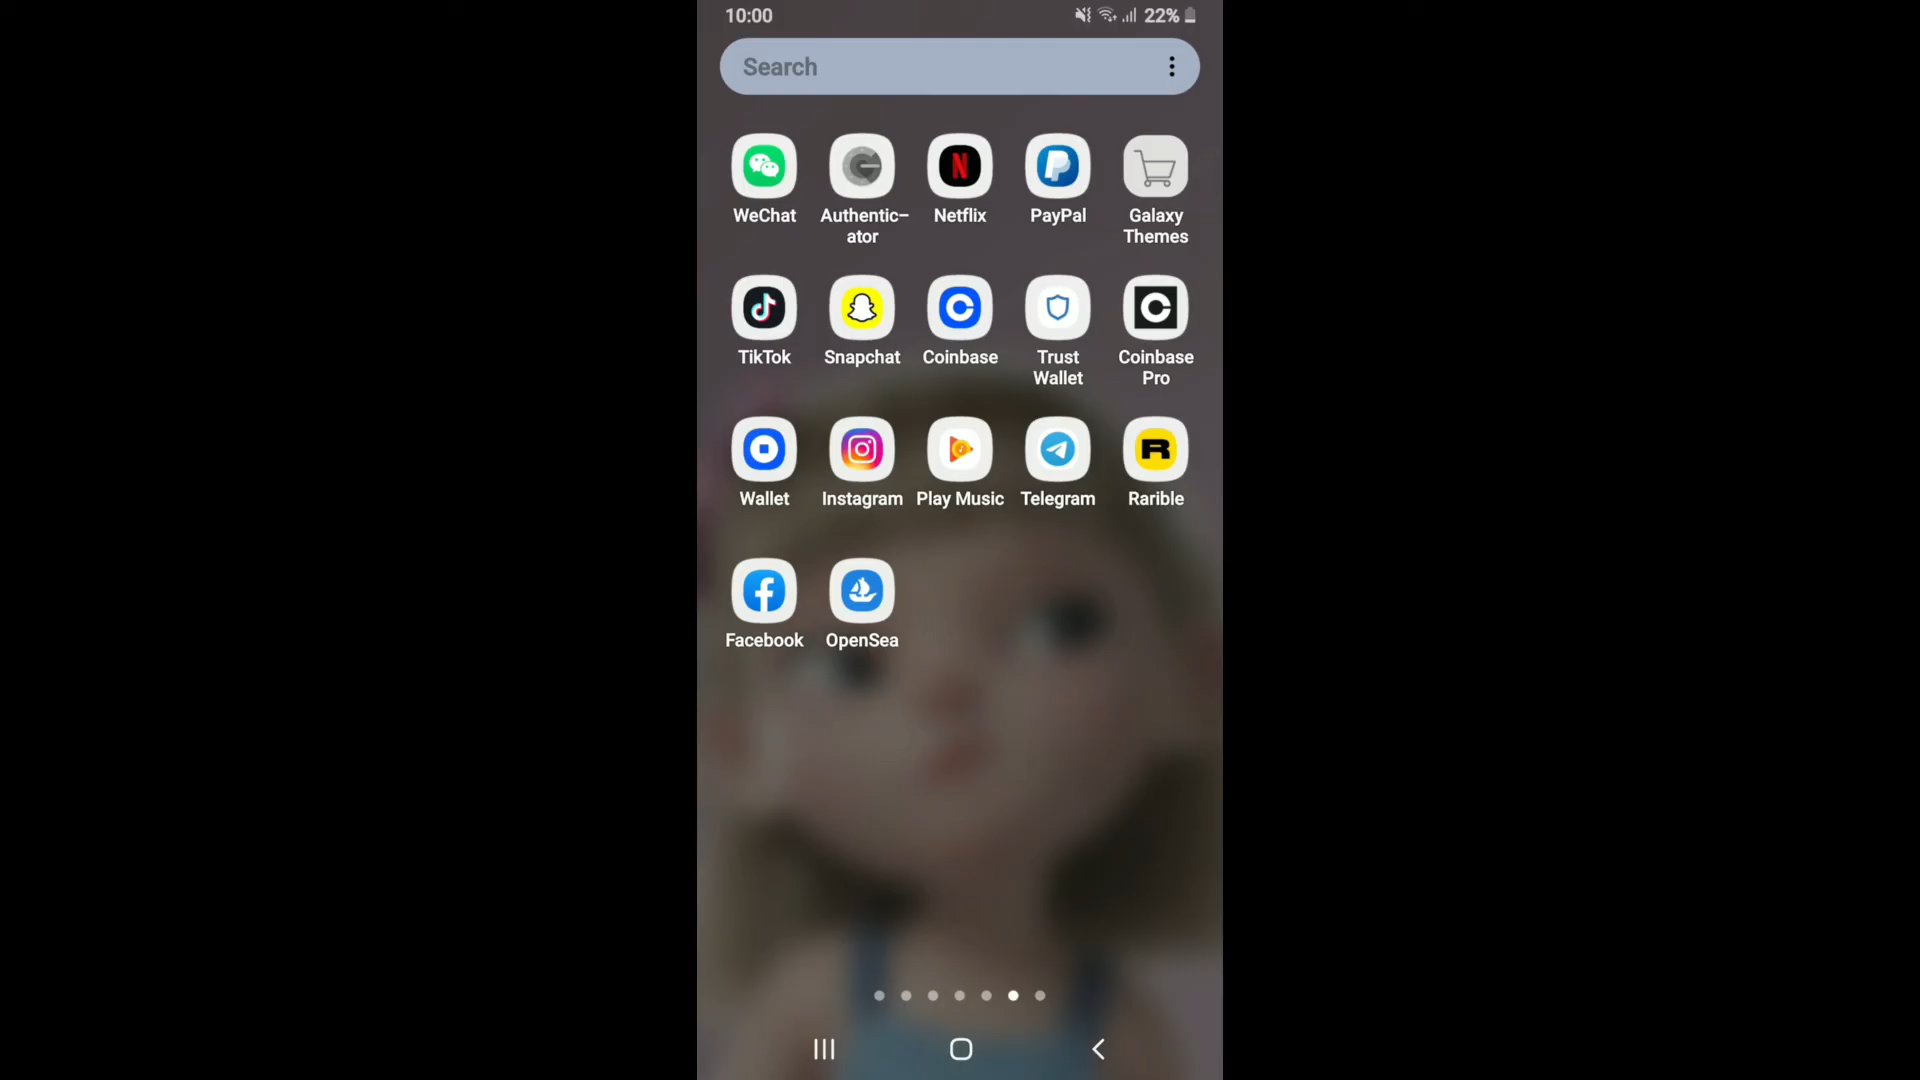 10:00
22%
Search
WeChat
Authentic-
ator
Netflix
PayPal
Galaxy
Themes
TikTok
Snapchat
Coinbase
Trust
Wallet
Coinbase
Pro
Wallet
Instagram
Play Music
Telegram
Rarible
Facebook
OpenSea